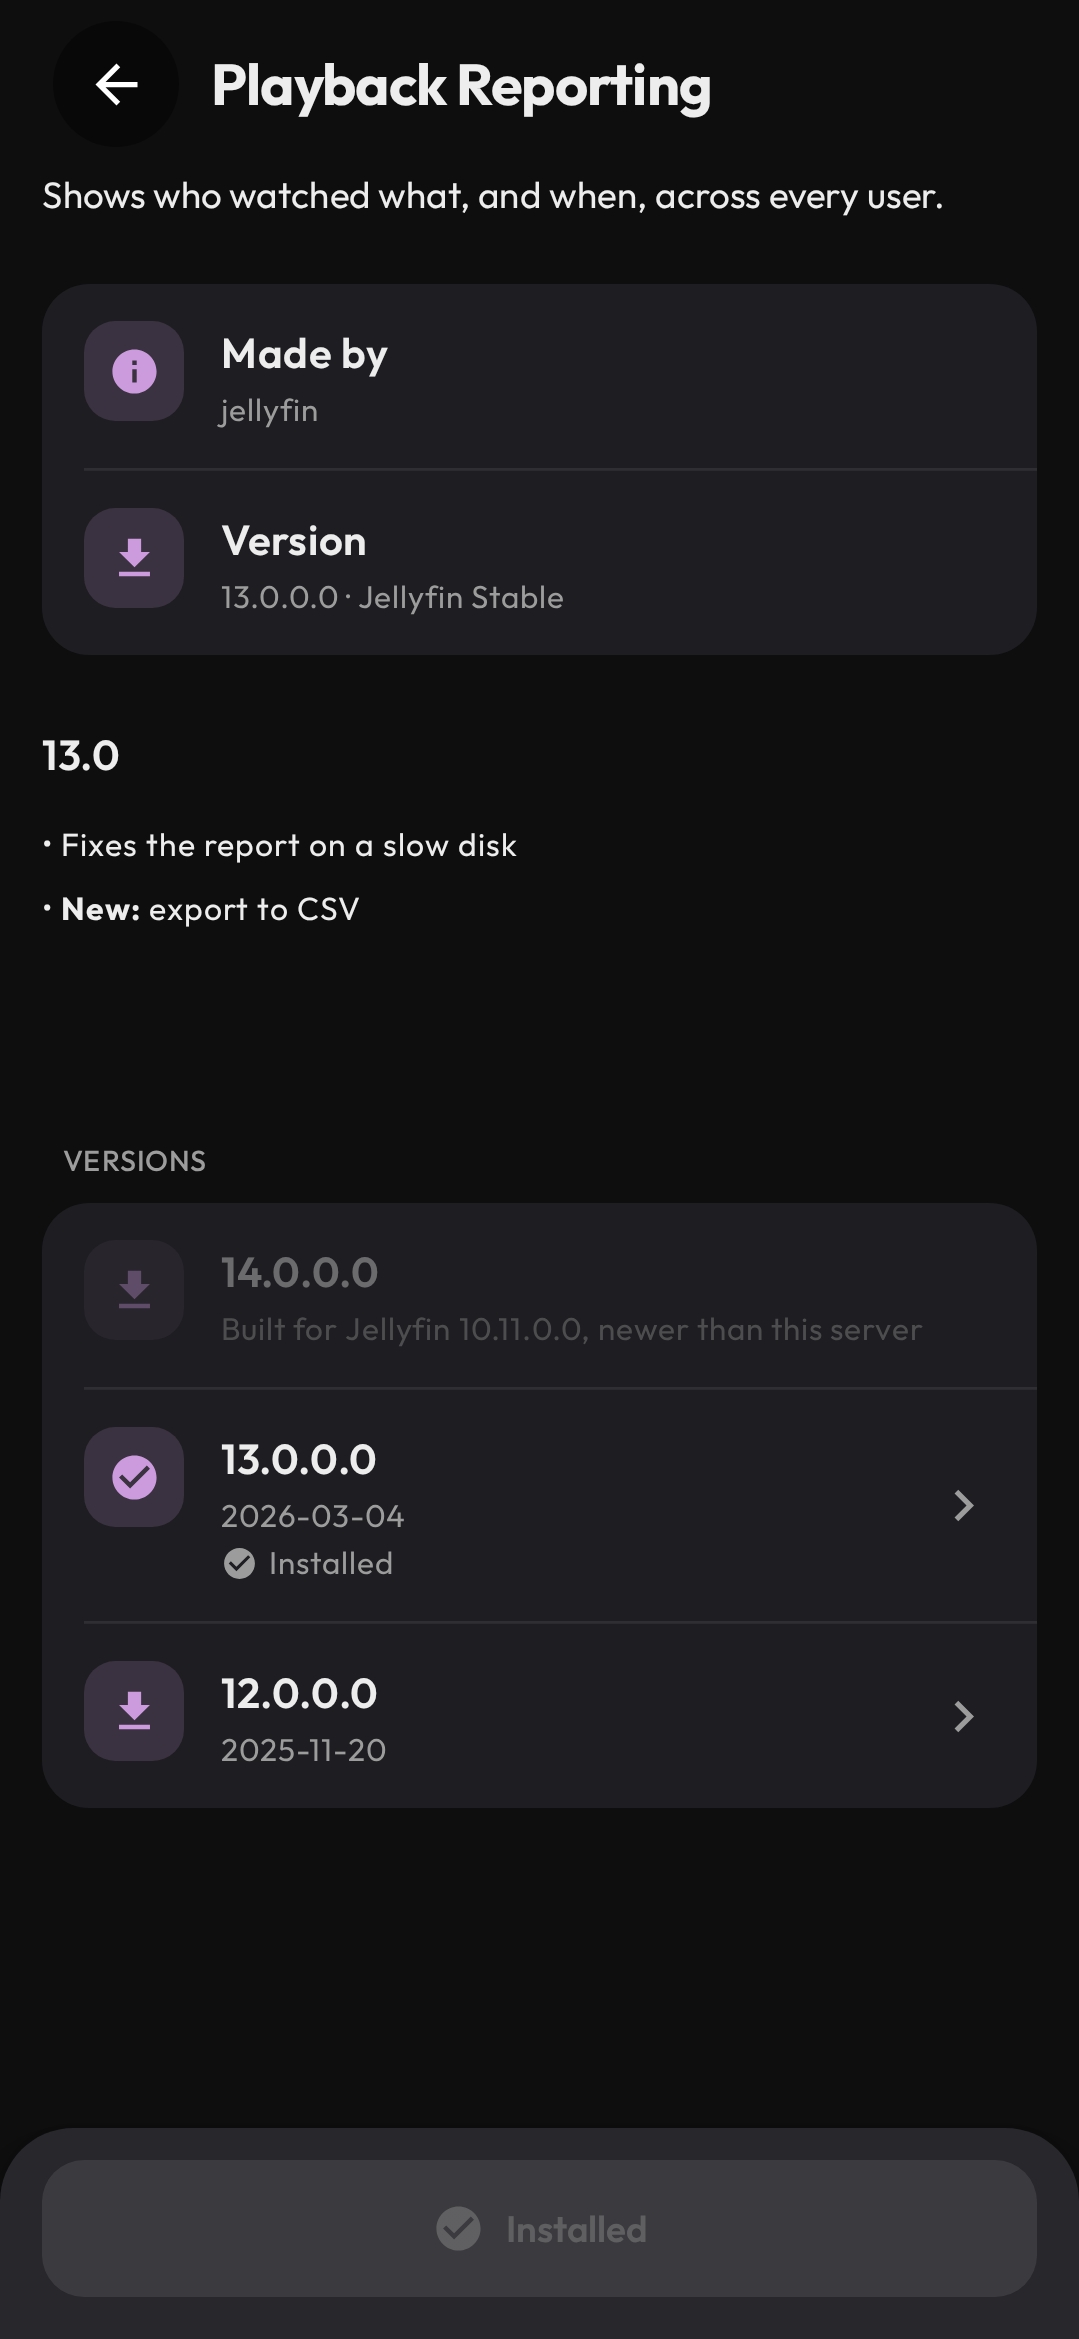 Playback Reporting
Shows who watched what, and when, across every user.
Made by
jellyfin
Version
13.0.0.0 · Jellyfin Stable
13.0
• Fixes the report on a slow disk
• New: export to CSV
VERSIONS
14.0.0.0
Built for Jellyfin 10.11.0.0, newer than this server
13.0.0.0
2026-03-04
Installed
12.0.0.0
2025-11-20
Installed